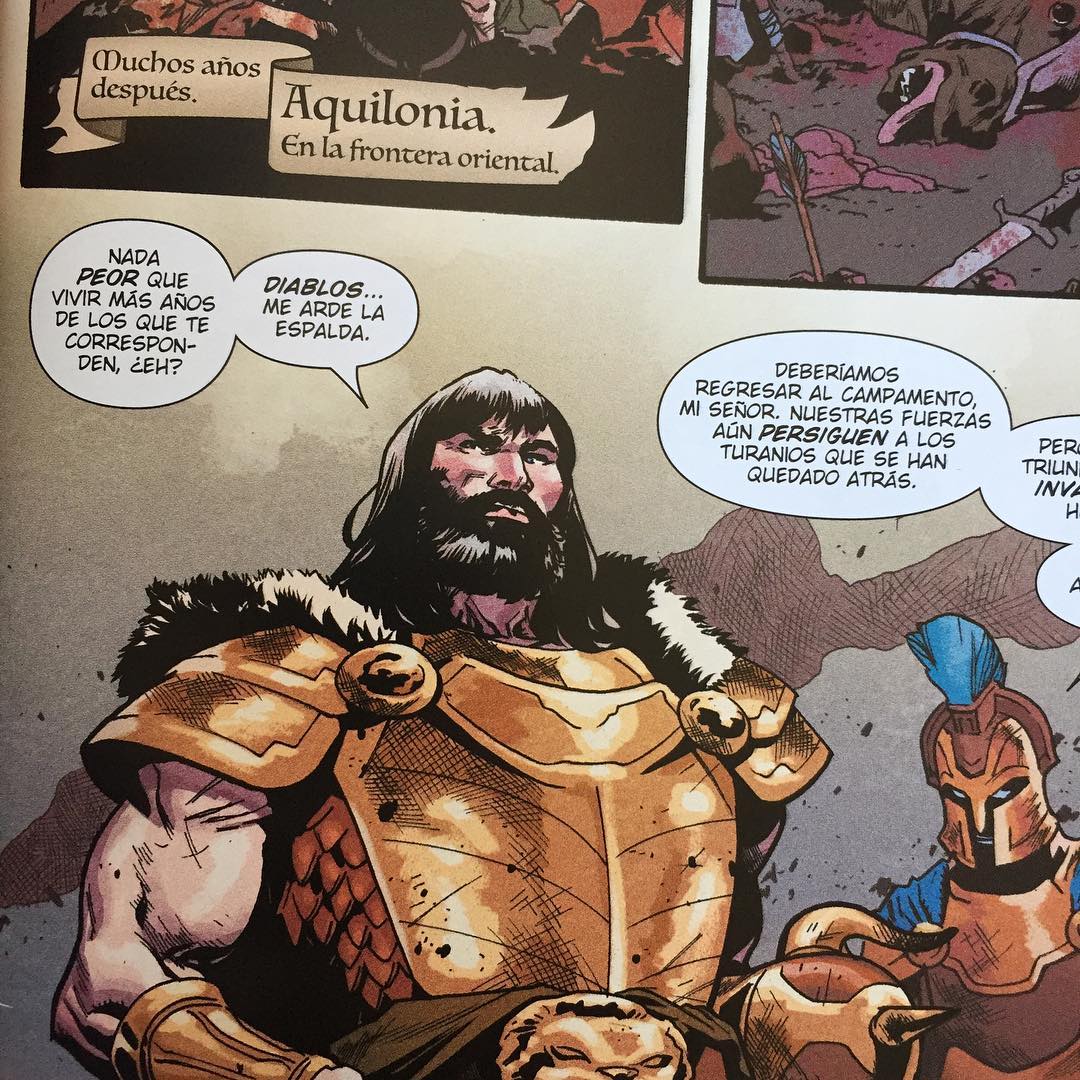 Muchos años
después.
Aquilonia.
En la frontera oriental.
NADA
PEOR QUE
VIVIR MÁS AÑOS
DE LOS QUE TE
CORRESPON-
DEN, ¿EH?
DIABLOS...
ME ARDE LA
ESPALDA.
DEBERÍAMOS
REGRESAR AL CAMPAMENTO,
MI SEÑOR. NUESTRAS FUERZAS
AÚN PERSIGUEN A LOS
TURANIOS QUE SE HAN
QUEDADO ATRÁS.